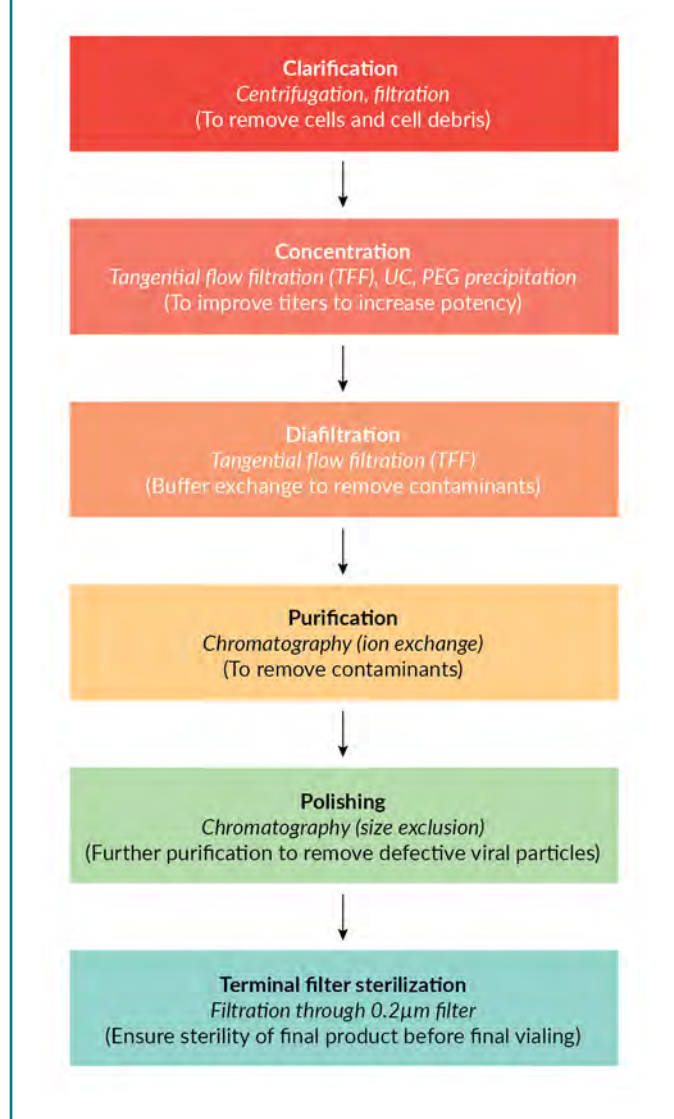 Clarification
Centrifugation, filtration
(To remove cells and cell debris)
Concentration
Tangential flow filtration (TFF), UC, PEG precipitation
(To improve titers to increase potency)
Diafiltration
Tangential flow filtration (TFF)
(Buffer exchange to remove contaminants)
Purification
Chromatography (ion exchange)
(To remove contaminants)
Polishing
Chromatography (size exclusion)
(Further purification to remove defective viral particles)
Terminal filter sterilization
Filtration through 0.2μm filter
(Ensure sterility of final product before final vialing)